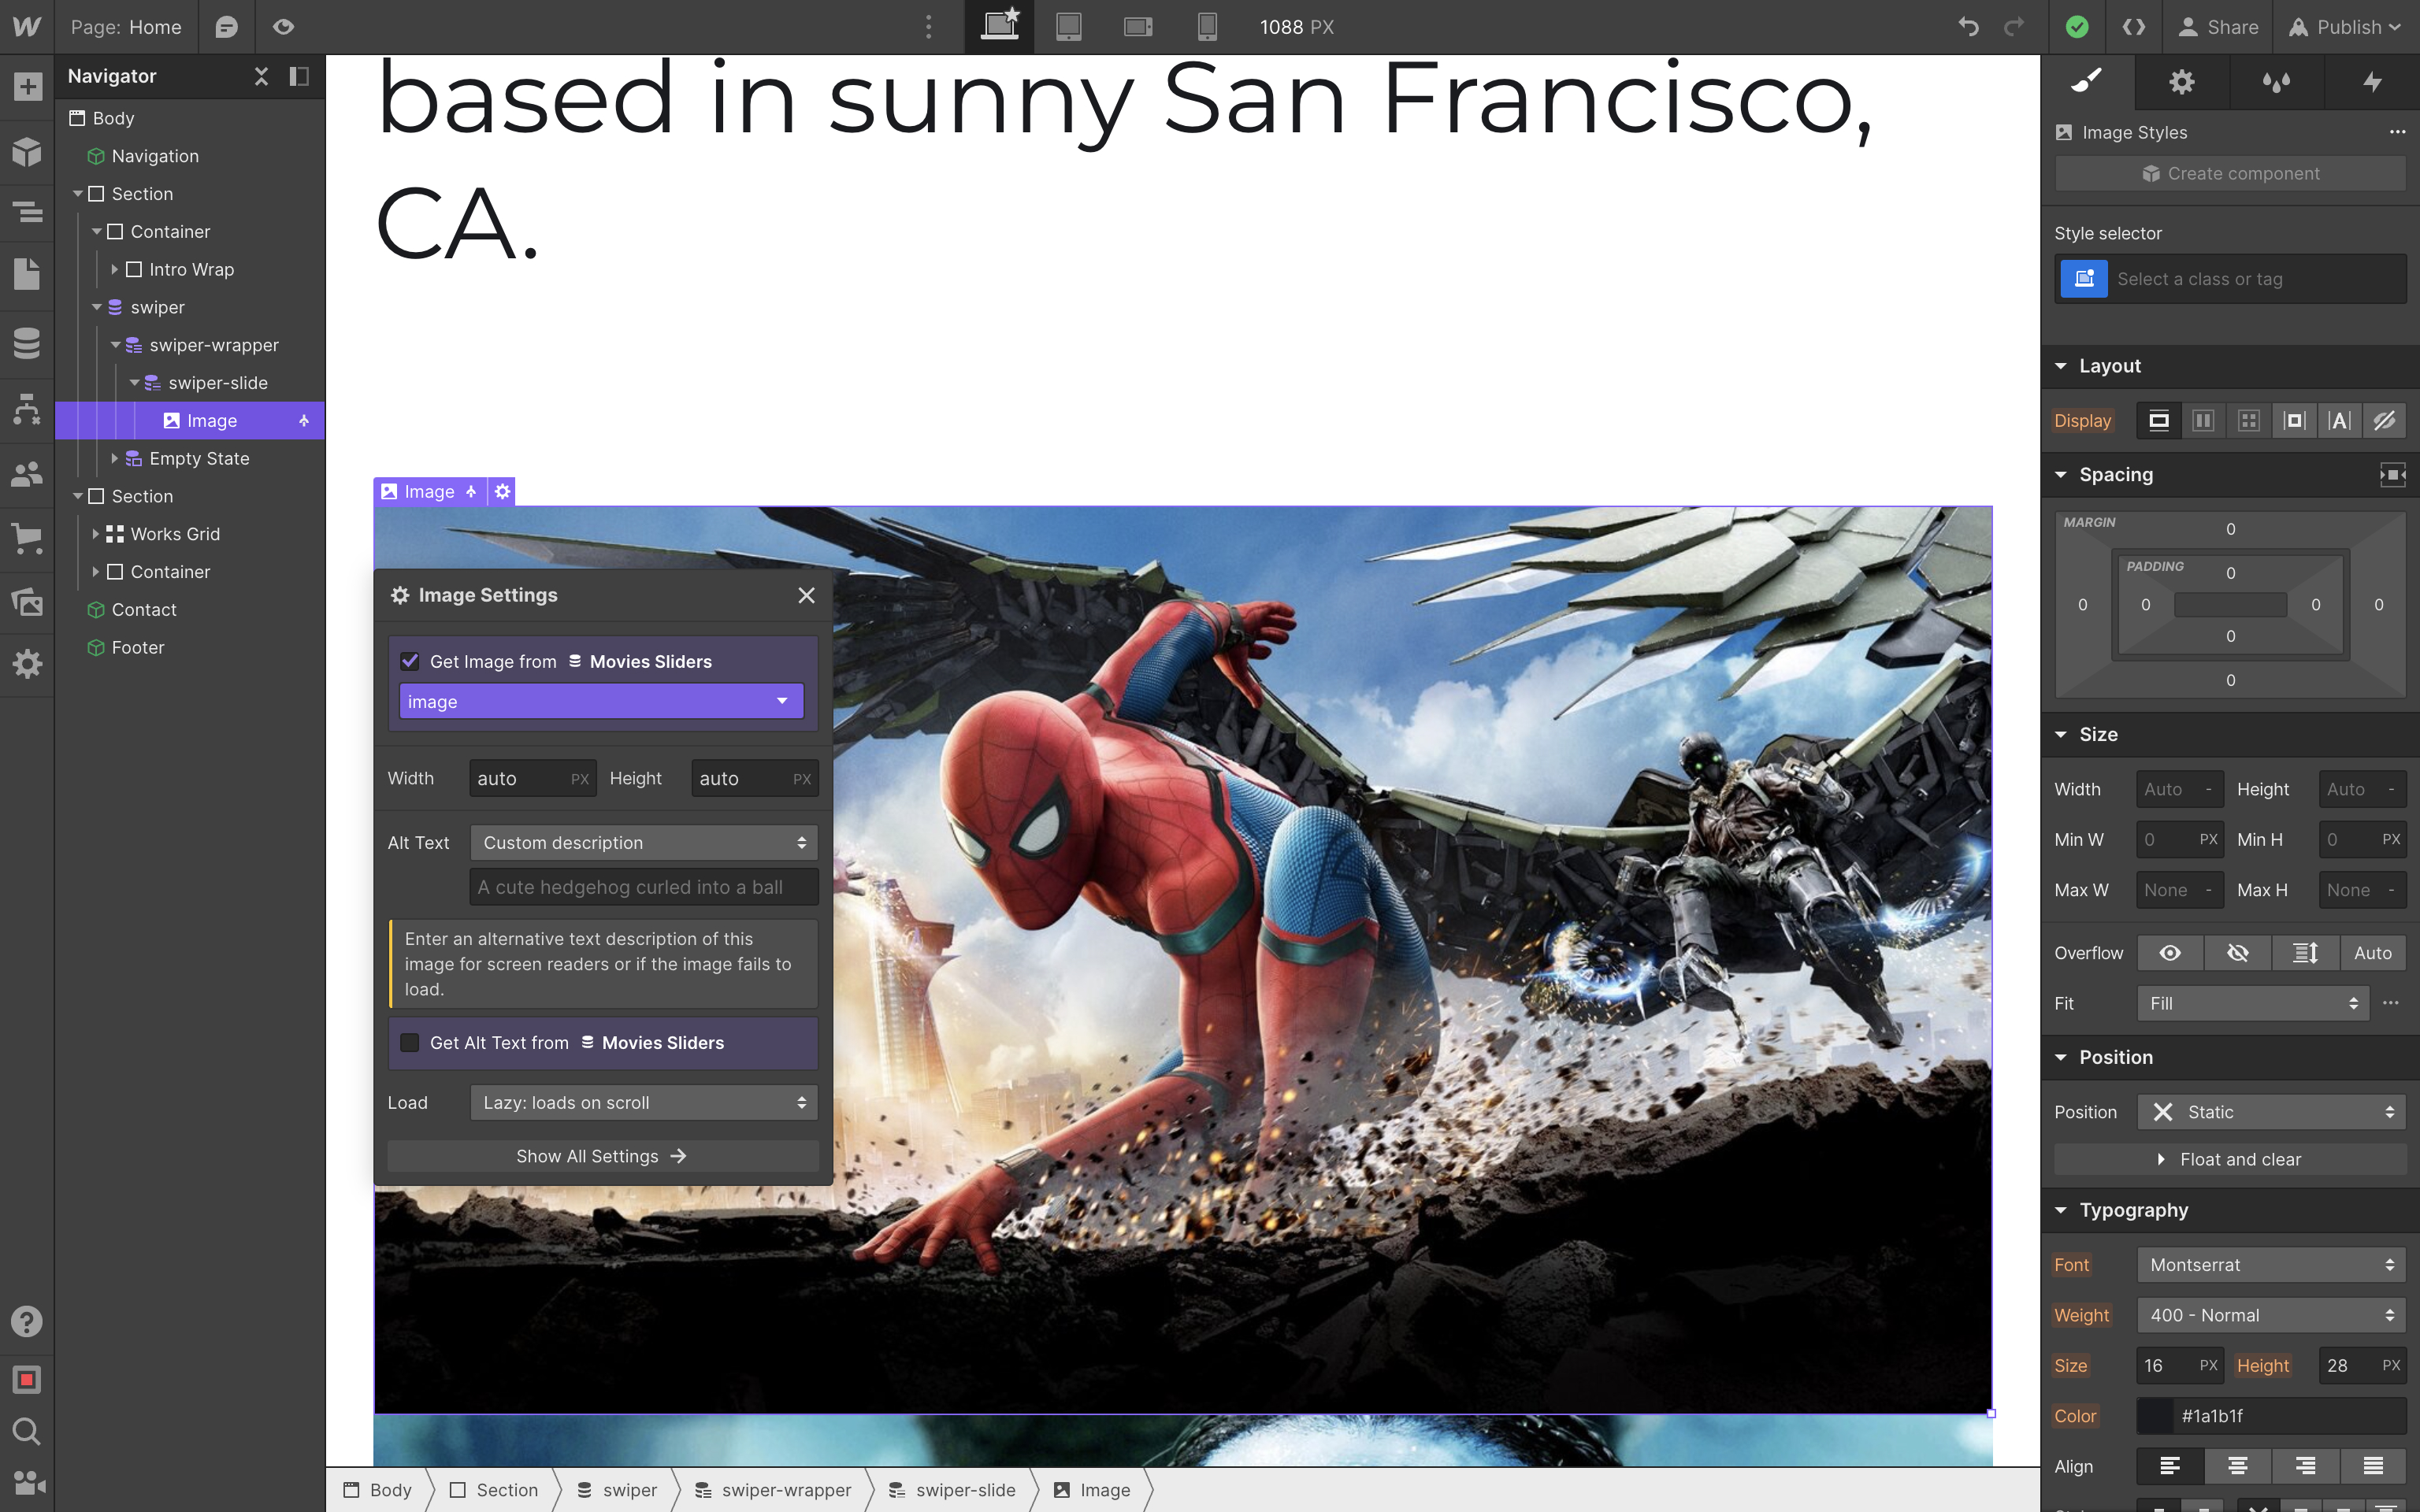 Page: Home
1088 PX
Share
Publish
Navigator
Body
Navigation
Section
Container
Intro Wrap
swiper
swiper-wrapper
swiper-slide
Image
Empty State
Section
Works Grid
Container
Contact
Footer
based in sunny San Francisco,
CA.
Image
Image Settings
Get Image from Movies Sliders
image
Width auto PX Height auto PX
Alt Text Custom description
A cute hedgehog curled into a ball
Enter an alternative text description of this
image for screen readers or if the image fails to
load.
Get Alt Text from Movies Sliders
Load Lazy: loads on scroll
Show All Settings
Body Section swiper swiper-wrapper swiper-slide Image
Image Styles
Create component
Style selector
Select a class or tag
Layout
Display
Spacing
MARGIN
0
PADDING
0
0 0 0 0
0
0
Size
Width Auto - Height Auto -
Min W 0 PX Min H 0 PX
Max W None - Max H None -
Overflow Auto
Fit Fill
Position
Position Static
Float and clear
Typography
Font Montserrat
Weight 400 - Normal
Size 16 PX Height 28 PX
Color #1a1b1f
Align